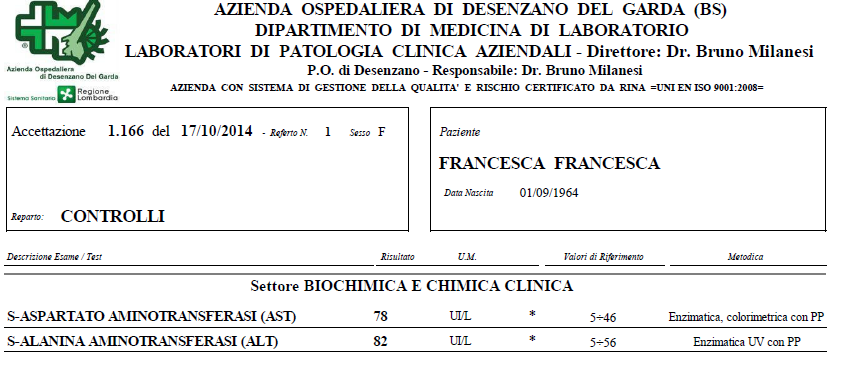 AZIENDA OSPEDALIERA DI DESENZANO DEL GARDA (BS)
DIPARTIMENTO DI MEDICINA DI LABORATORIO
LABORATORI DI PATOLOGIA CLINICA AZIENDALI - Direttore: Dr. Bruno Milanesi
P.O. di Desenzano - Responsabile: Dr. Bruno Milanesi
AZIENDA CON SISTEMA DI GESTIONE DELLA QUALITA' E RISCHIO CERTIFICATO DA RINA =UNI EN ISO 9001:2008=
Azienda Ospedaliera
di Desenzano Del Garda
Sistema Sanitario Regione
Lombardia
Accettazione 1.166 del 17/10/2014 - Referto N. 1 Sesso F
Reparto: CONTROLLI
Paziente
FRANCESCA FRANCESCA
Data Nascita 01/09/1964
Descrizione Esame / Test Risultato U.M. Valori di Riferimento Metodica
Settore BIOCHIMICA E CHIMICA CLINICA
S-ASPARTATO AMINOTRANSFERASI (AST) 78 UI/L * 5÷46 Enzimatica, colorimetrica con PP
S-ALANINA AMINOTRANSFERASI (ALT) 82 UI/L * 5÷56 Enzimatica UV con PP